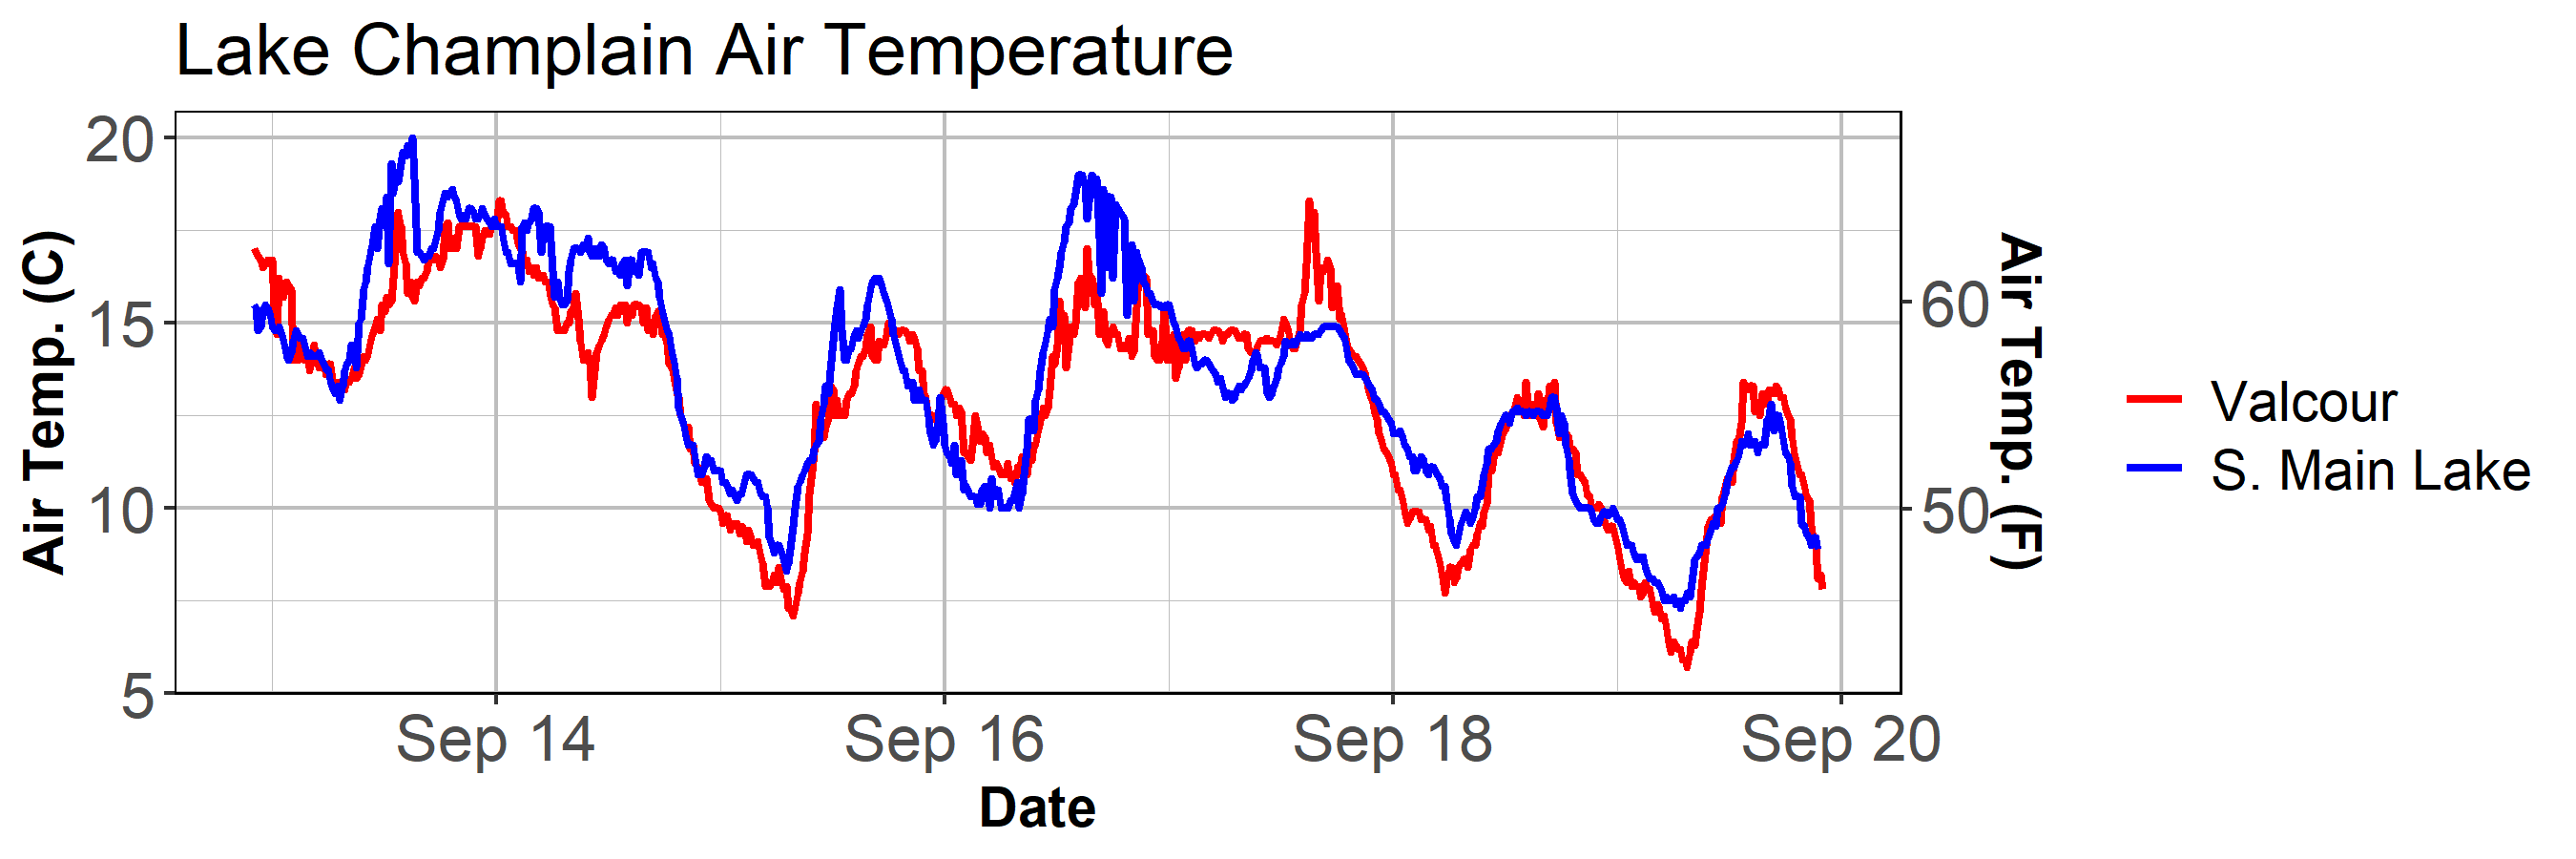 Lake Champlain Air Temperature
Air Temp. (C)
20
15
10
5
Sep 14
Sep 16
Sep 18
Sep 20
Date
60
50
Air Temp. (F)
Valcour
S. Main Lake